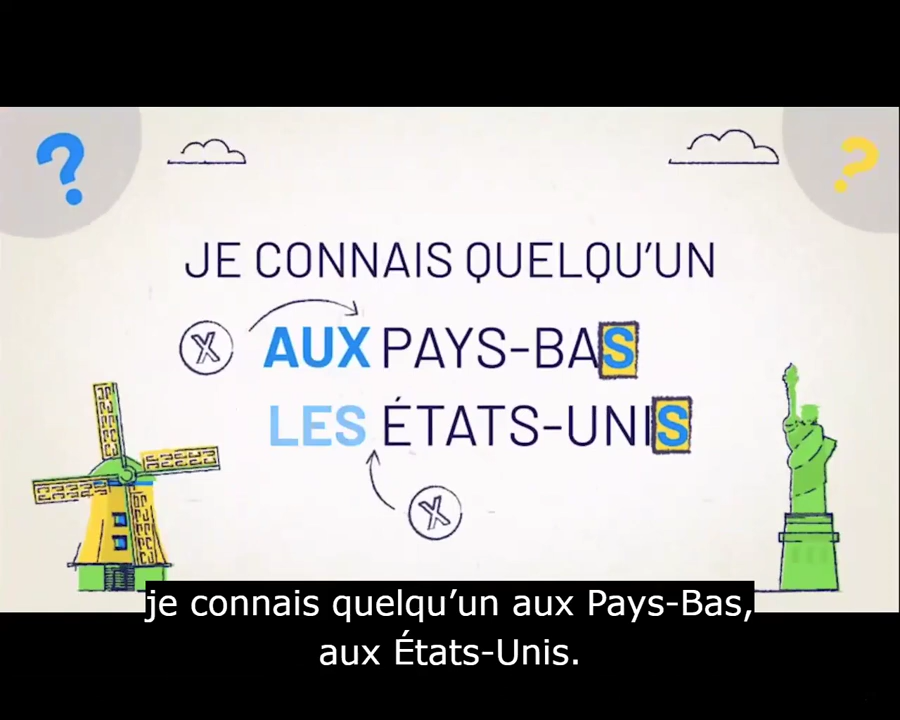 ?
?
JE CONNAIS QUELQU'UN
X AUX PAYS-BAS
LES ÉTATS-UNIS
X
je connais quelqu'un aux Pays-Bas,
aux États-Unis.